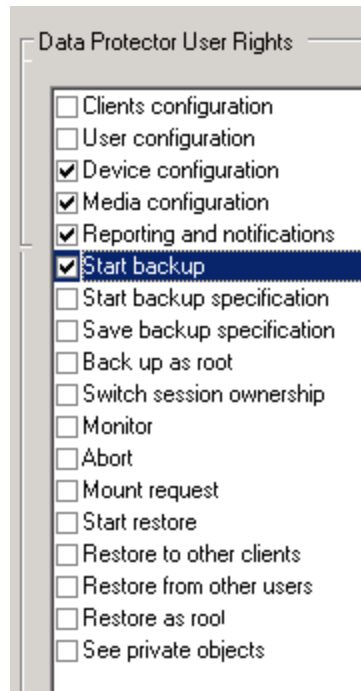 Data Protector User Rights
Clients configuration
User configuration
Device configuration
Media configuration
Reporting and notifications
Start backup
Start backup specification
Save backup specification
Back up as root
Switch session ownership
Monitor
Abort
Mount request
Start restore
Restore to other clients
Restore from other users
Restore as root
See private objects